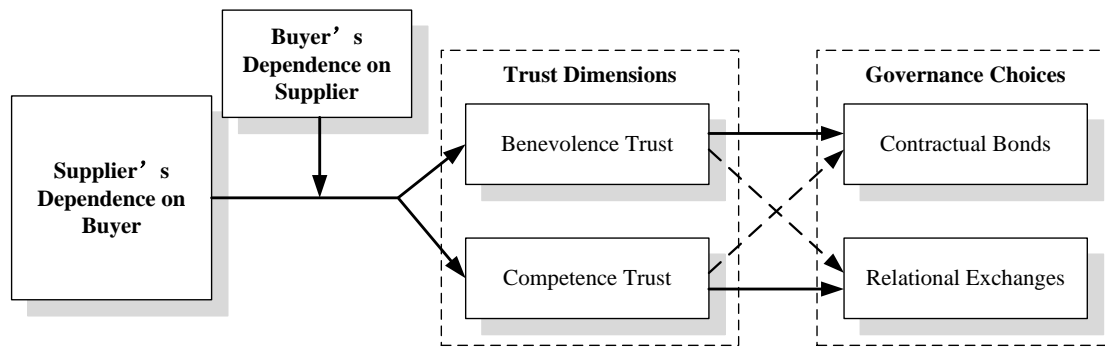 Buyer’s
Dependence on
Supplier
Supplier’s
Dependence on
Buyer
Trust Dimensions
Benevolence Trust
Competence Trust
Governance Choices
Contractual Bonds
Relational Exchanges